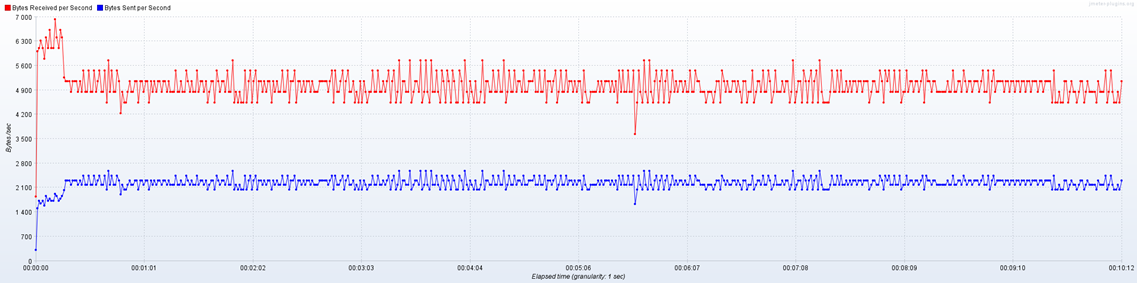 Bytes Received per Second Bytes Sent per Second
jmeter-plugins.org
7 000
6 300
5 600
4 900
4 200
3 500
2 800
2 100
1 400
700
0
Bytes /sec
00:00:00 00:01:01 00:02:02 00:03:03 00:04:04 00:05:06 00:06:07 00:07:08 00:08:09 00:09:10 00:10:12
Elapsed time (granularity: 1 sec)